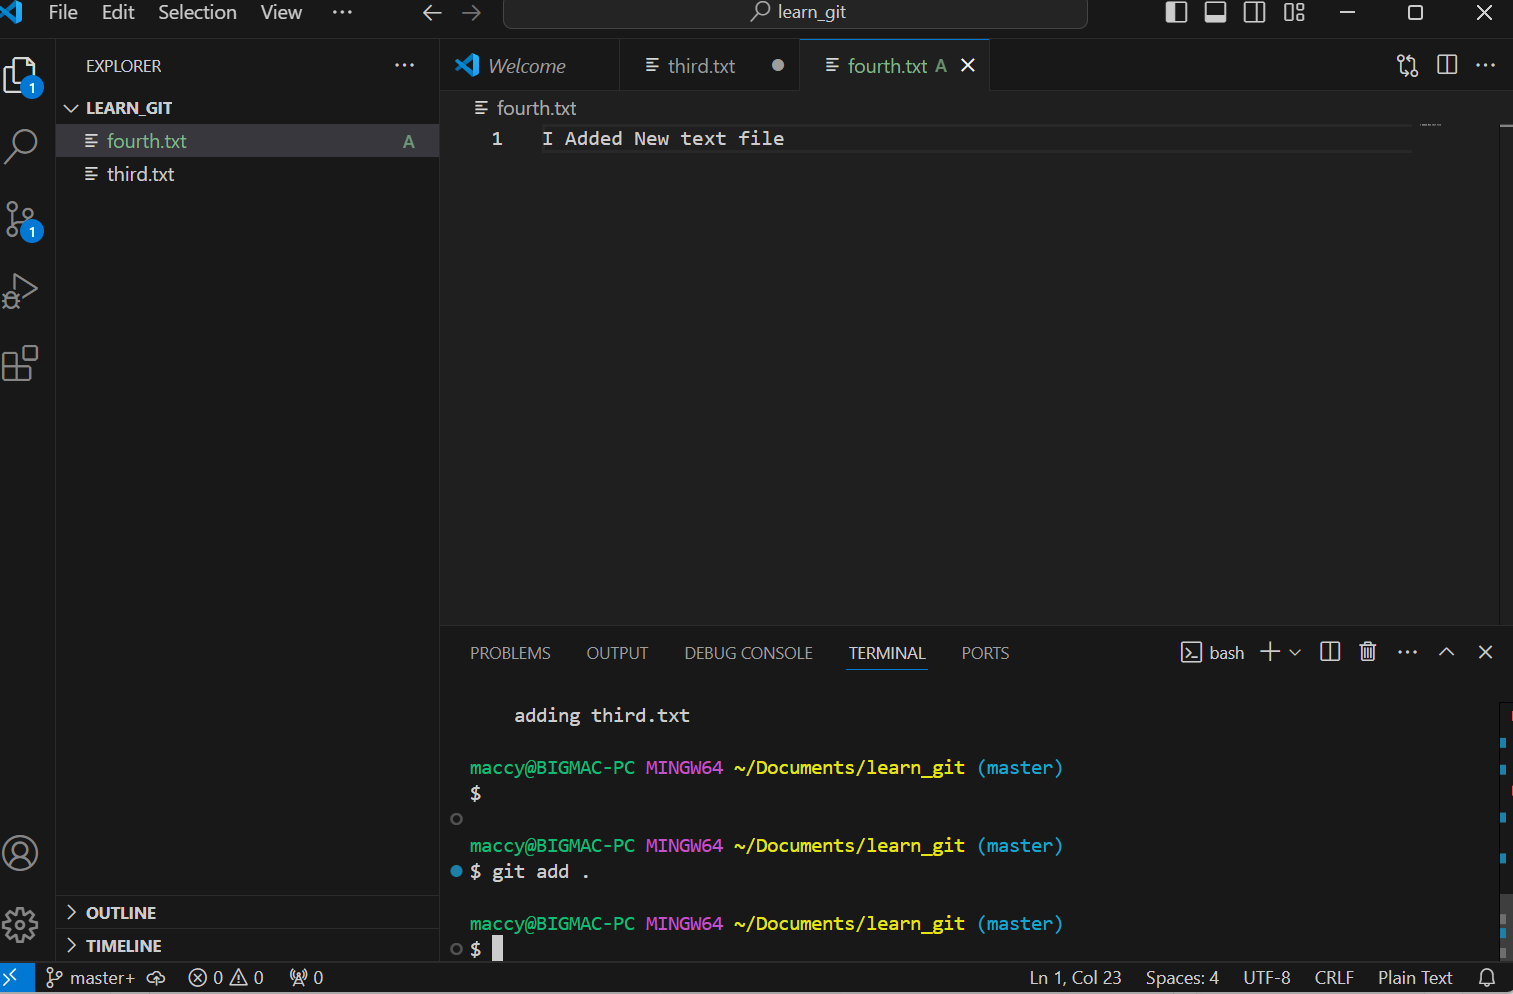 File Edit Selection View ··· learn_git
EXPLORER ···
1
LEARN_GIT
fourth.txt A
third.txt
1
OUTLINE
TIMELINE
Welcome third.txt fourth.txt A
fourth.txt
1 I Added New text file
PROBLEMS OUTPUT DEBUG CONSOLE TERMINAL PORTS bash
adding third.txt
maccy@BIGMAC-PC MINGW64 ~/Documents/learn_git (master)
$
maccy@BIGMAC-PC MINGW64 ~/Documents/learn_git (master)
$ git add .
maccy@BIGMAC-PC MINGW64 ~/Documents/learn_git (master)
$
master+ 0 0 0 Ln 1, Col 23 Spaces: 4 UTF-8 CRLF Plain Text